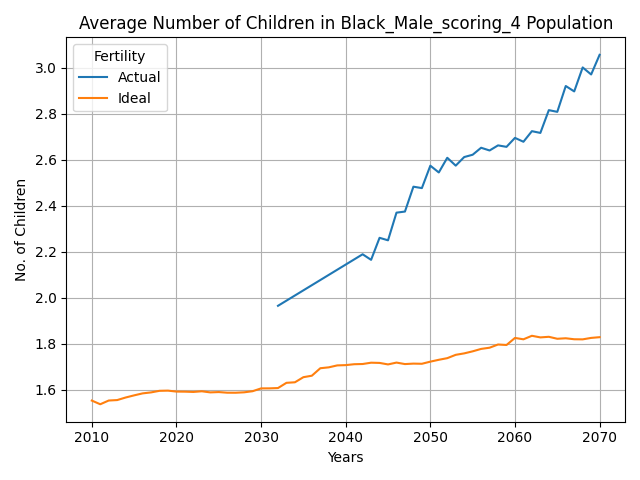 Average Number of Children in Black_Male_scoring_4 Population
Fertility
Actual
Ideal
No. of Children
3.0
2.8
2.6
2.4
2.2
2.0
1.8
1.6
2010 2020 2030 2040 2050 2060 2070
Years